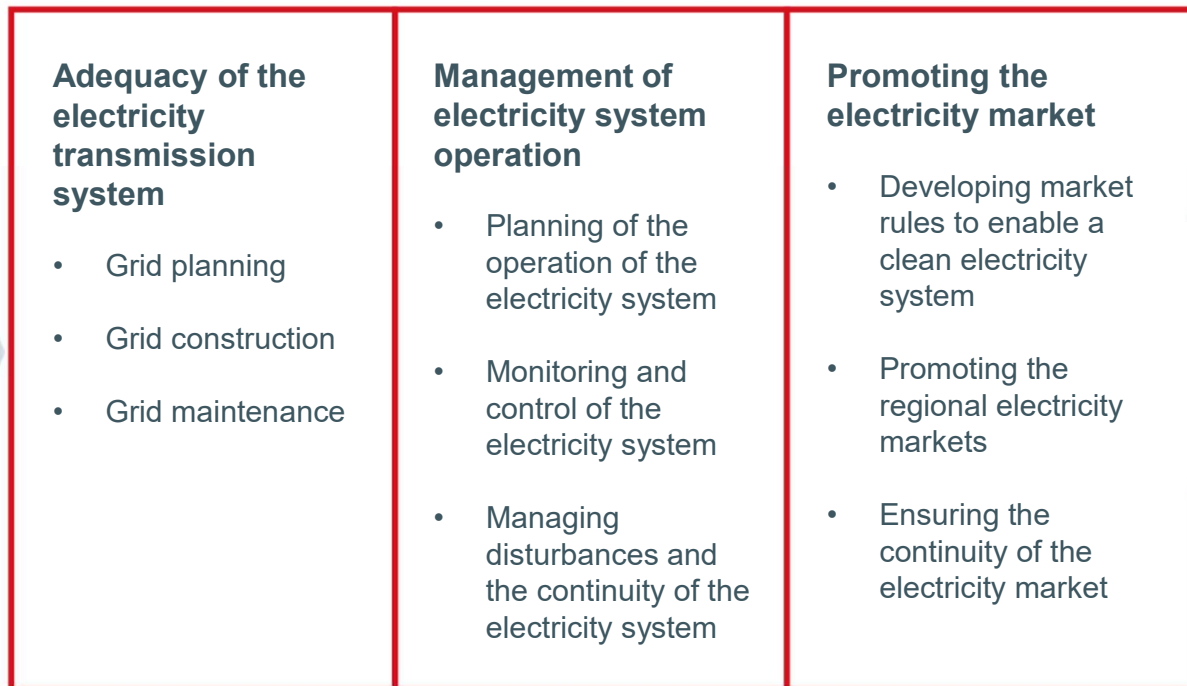 Adequacy of the
electricity
transmission
system
• Grid planning
• Grid construction
• Grid maintenance
Management of
electricity system
operation
• Planning of the
operation of the
electricity system
• Monitoring and
control of the
electricity system
• Managing
disturbances and
the continuity of the
electricity system
Promoting the
electricity market
• Developing market
rules to enable a
clean electricity
system
• Promoting the
regional electricity
markets
• Ensuring the
continuity of the
electricity market